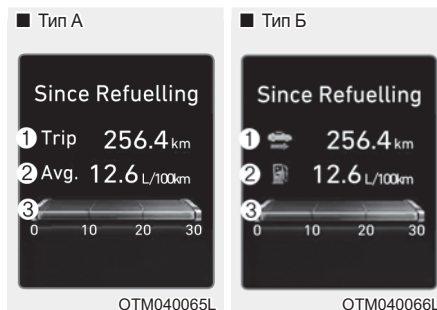 ■ Тип А
Since Refuelling
1 Trip 256.4 km
2 Avg. 12.6 L/100km
3
0 10 20 30
OTM040065L
■ Тип Б
Since Refuelling
1 256.4 km
2 12.6 L/100km
3
0 10 20 30
OTM040066L